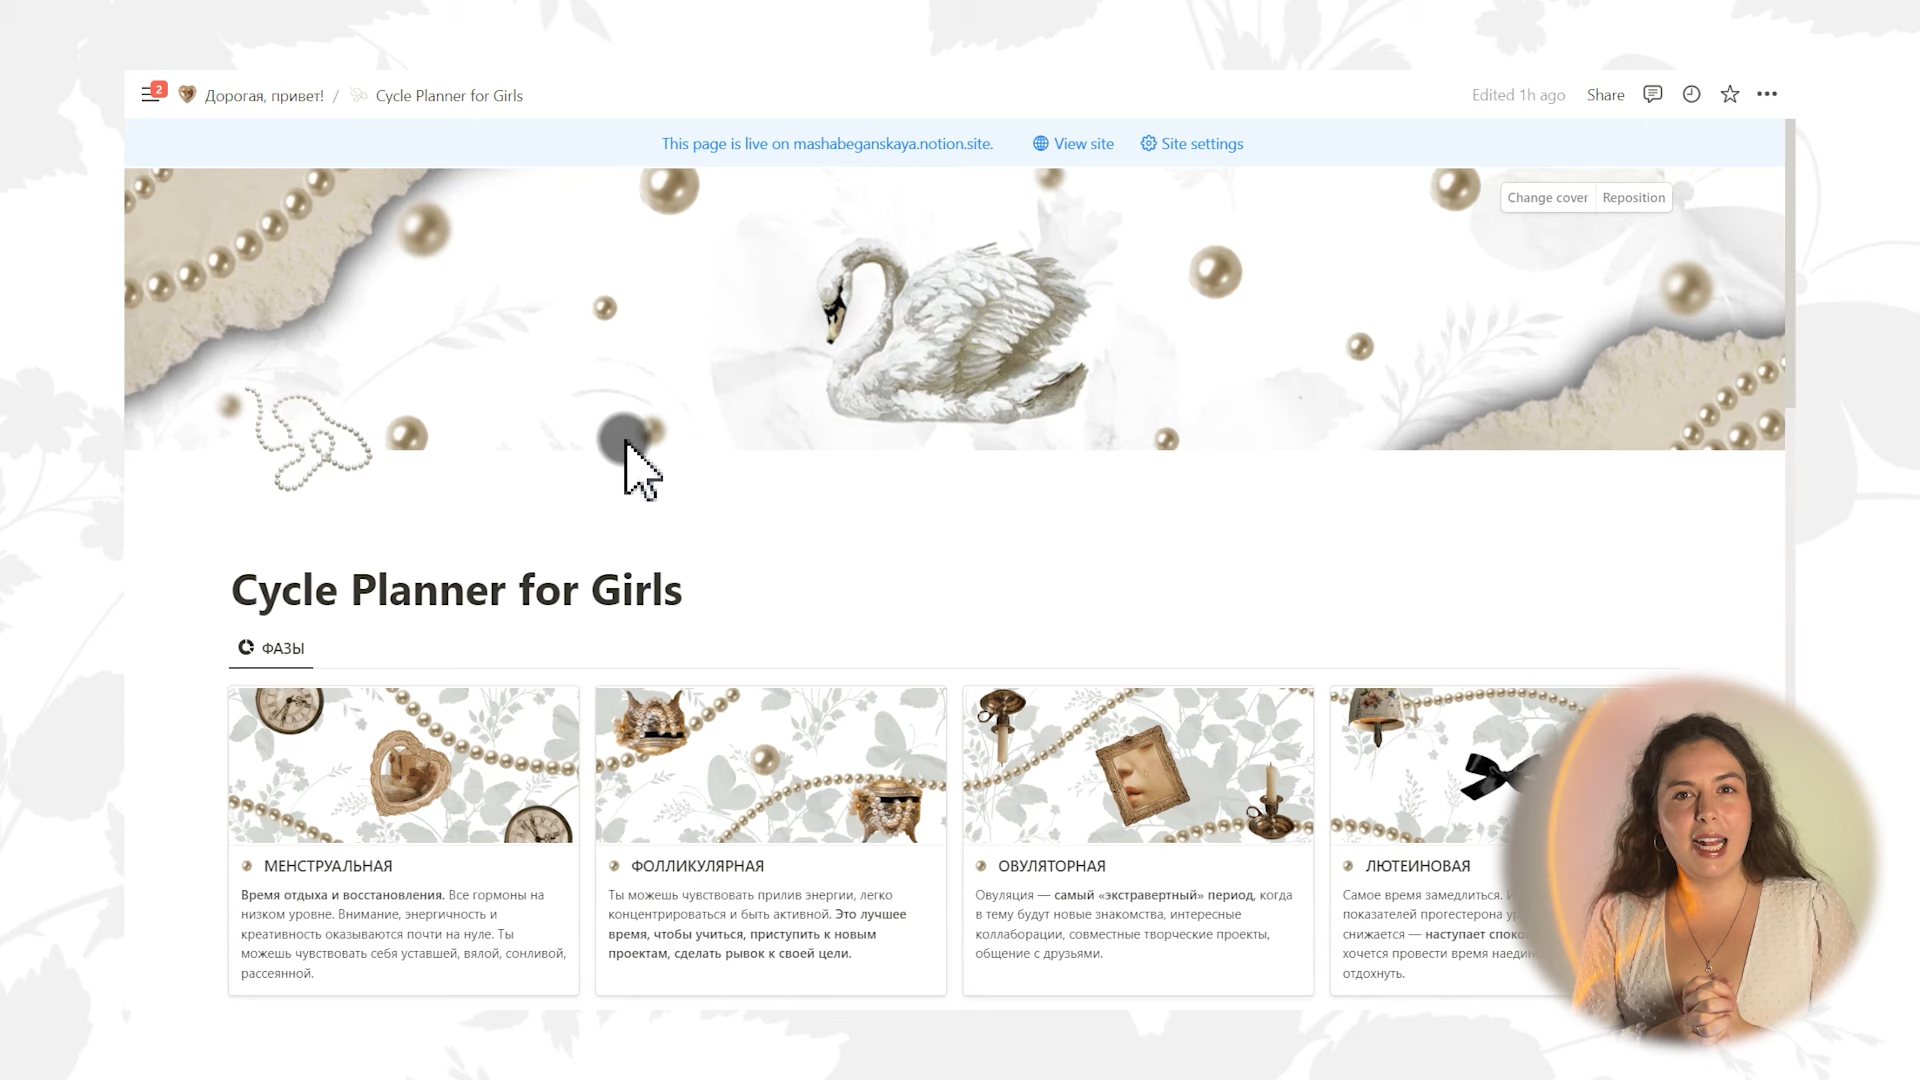 2
Дорогая, привет! / Cycle Planner for Girls
Edited 1h ago Share
This page is live on mashabeganskaya.notion.site. View site Site settings
Change cover Reposition
Cycle Planner for Girls
ФАЗЫ
МЕНСТРУАЛЬНАЯ
Время отдыха и восстановления. Все гормоны на
низком уровне. Внимание, энергичность и
креативность оказываются почти на нуле. Ты
можешь чувствовать себя уставшей, вялой, сонливой,
рассеянной.
ФОЛЛИКУЛЯРНАЯ
Ты можешь чувствовать прилив энергии, легко
концентрироваться и быть активной. Это лучшее
время, чтобы учиться, приступить к новым
проектам, сделать рывок к своей цели.
ОВУЛЯТОРНАЯ
Овуляция — самый «экстравертный» период, когда
в тему будут новые знакомства, интересные
коллаборации, совместные творческие проекты,
общение с друзьями.
ЛЮТЕИНОВАЯ
Самое время замедлиться.
показателей прогестерона
снижается — наступает
хочется провести время
отдохнуть.